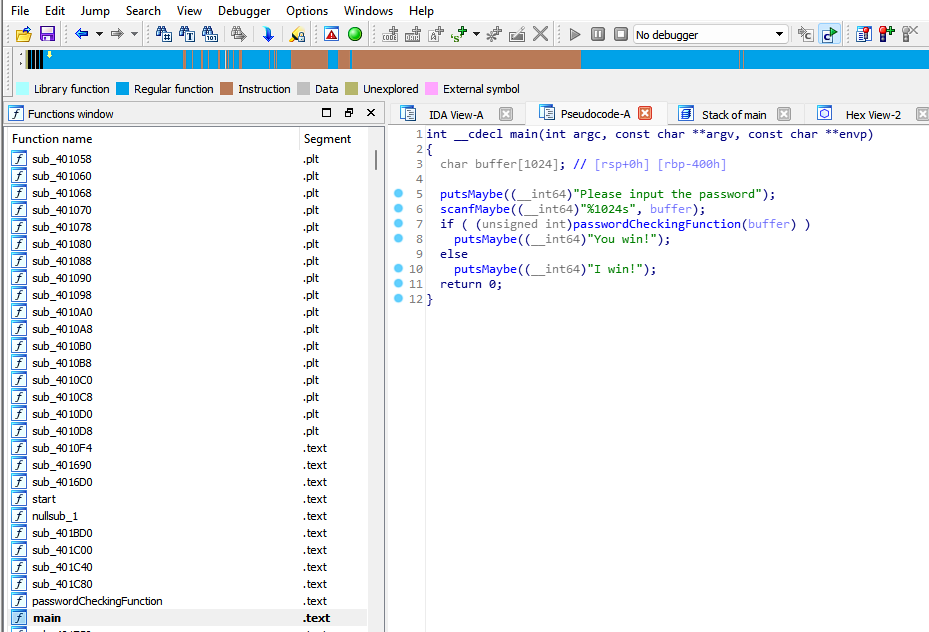 File Edit Jump Search View Debugger Options Windows Help
No debugger
Library function Regular function Instruction Data Unexplored External symbol
Functions window
Function name Segment
sub_401058 .plt
sub_401060 .plt
sub_401068 .plt
sub_401070 .plt
sub_401078 .plt
sub_401080 .plt
sub_401088 .plt
sub_401090 .plt
sub_401098 .plt
sub_4010A0 .plt
sub_4010A8 .plt
sub_4010B0 .plt
sub_4010B8 .plt
sub_4010C0 .plt
sub_4010C8 .plt
sub_4010D0 .plt
sub_4010D8 .plt
sub_4010F4 .text
sub_401690 .text
sub_4016D0 .text
start .text
nullsub_1 .text
sub_401BD0 .text
sub_401C00 .text
sub_401C40 .text
sub_401C80 .text
passwordCheckingFunction .text
main .text
IDA View-A Pseudocode-A Stack of main Hex View-2
1 int __cdecl main(int argc, const char **argv, const char **envp)
2 {
3 char buffer[1024]; // [rsp+0h] [rbp-400h]
4
5 putsMaybe((__int64)"Please input the password");
6 scanfMaybe((__int64)"%1024s", buffer);
7 if ( (unsigned int)passwordCheckingFunction(buffer) )
8 putsMaybe((__int64)"You win!");
9 else
10 putsMaybe((__int64)"I win!");
11 return 0;
12 }